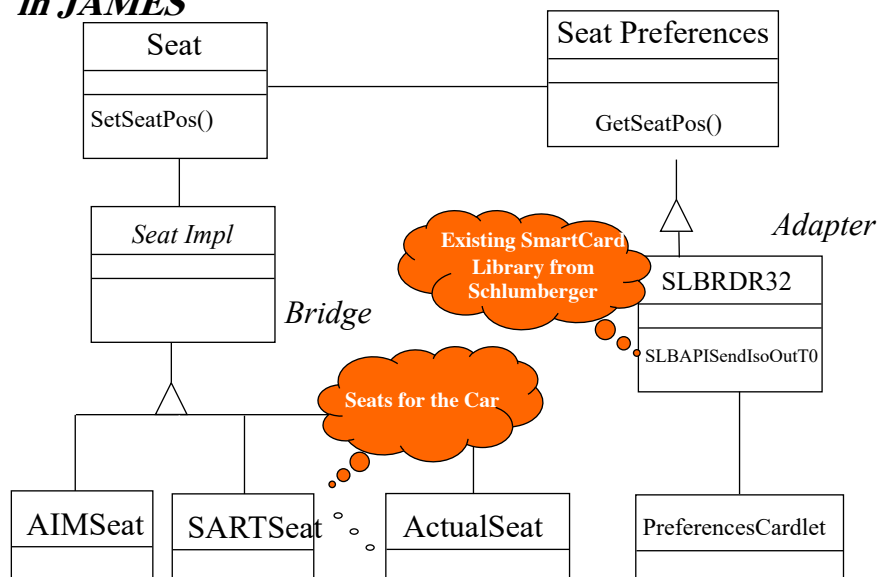 in JAMES
Seat
SetSeatPos()
Seat Preferences
GetSeatPos()
Seat Impl
Bridge
Existing SmartCard
Library from
Schlumberger
Adapter
SLBRDR32
SLBAPISendIsoOutT0
Seats for the Car
AIMSeat
SARTSeat
ActualSeat
PreferencesCardlet